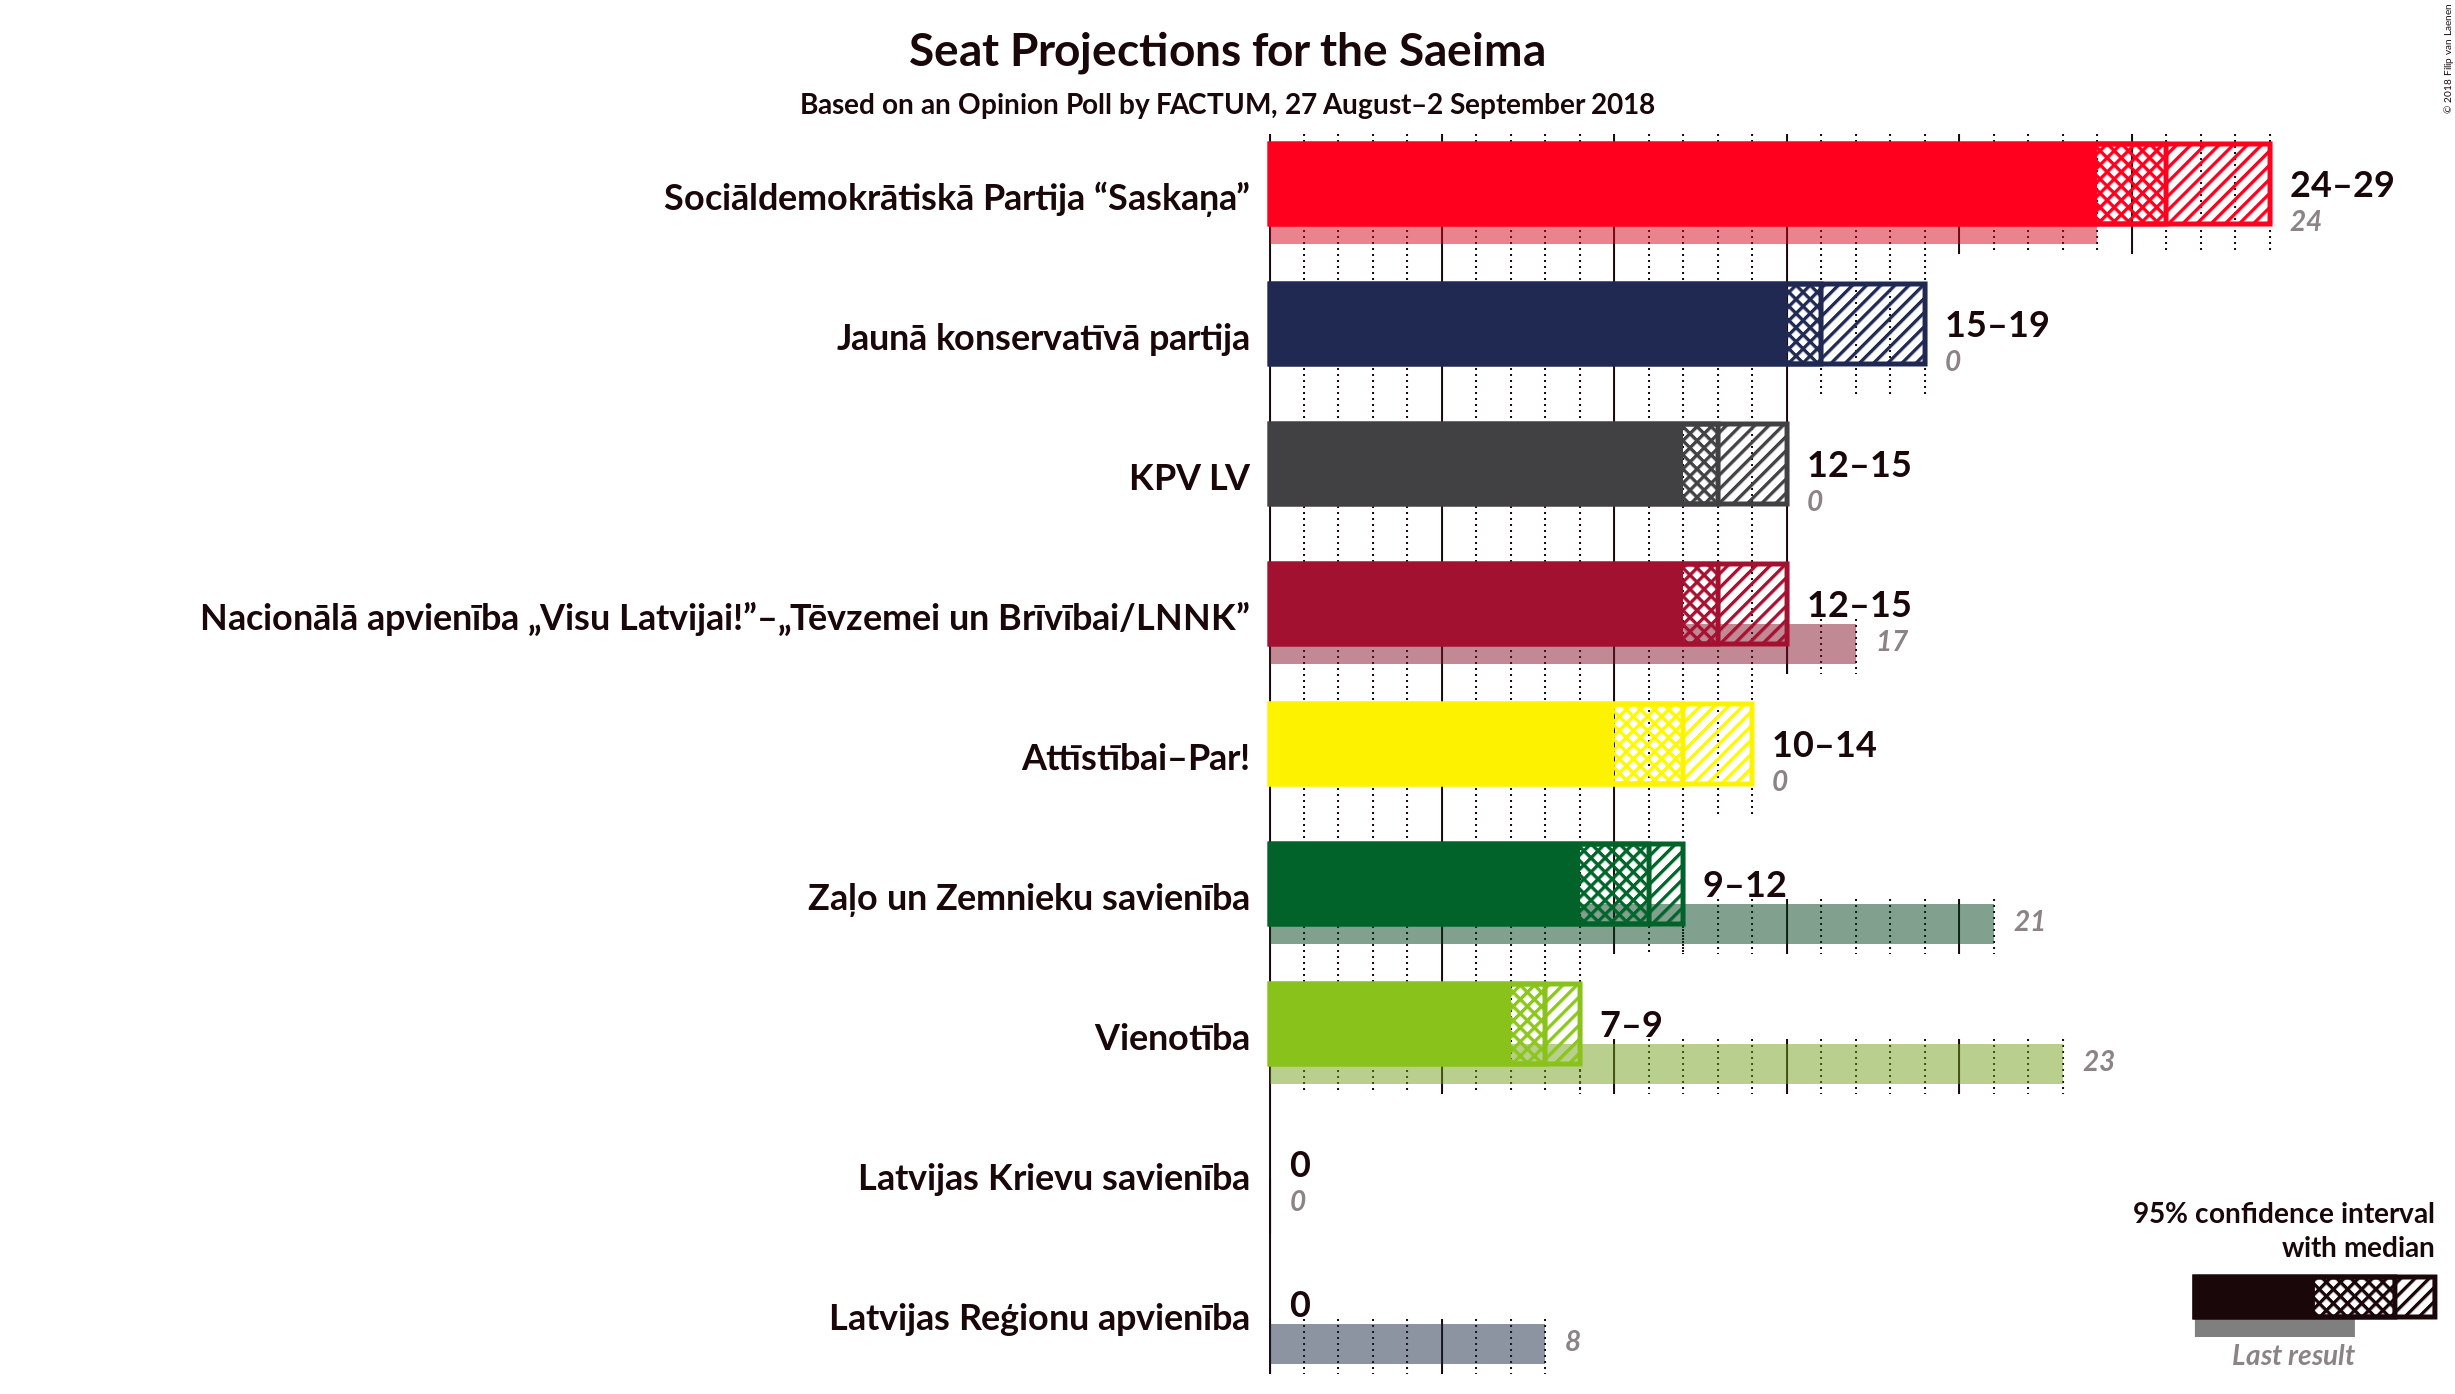 Seat Projections for the Saeima
Based on an Opinion Poll by FACTUM, 27 August–2 September 2018
© 2018 Filip van Laenen
Sociāldemokrātiskā Partija “Saskaņa”
24–29
24
Jaunā konservatīvā partija
15–19
0
KPV LV
12–15
0
Nacionālā apvienība „Visu Latvijai!”–„Tēvzemei un Brīvībai/LNNK”
12–15
17
Attīstībai–Par!
10–14
0
Zaļo un Zemnieku savienība
9–12
21
Vienotība
7–9
23
Latvijas Krievu savienība
0
0
Latvijas Reģionu apvienība
0
8
95% confidence interval
with median
Last result